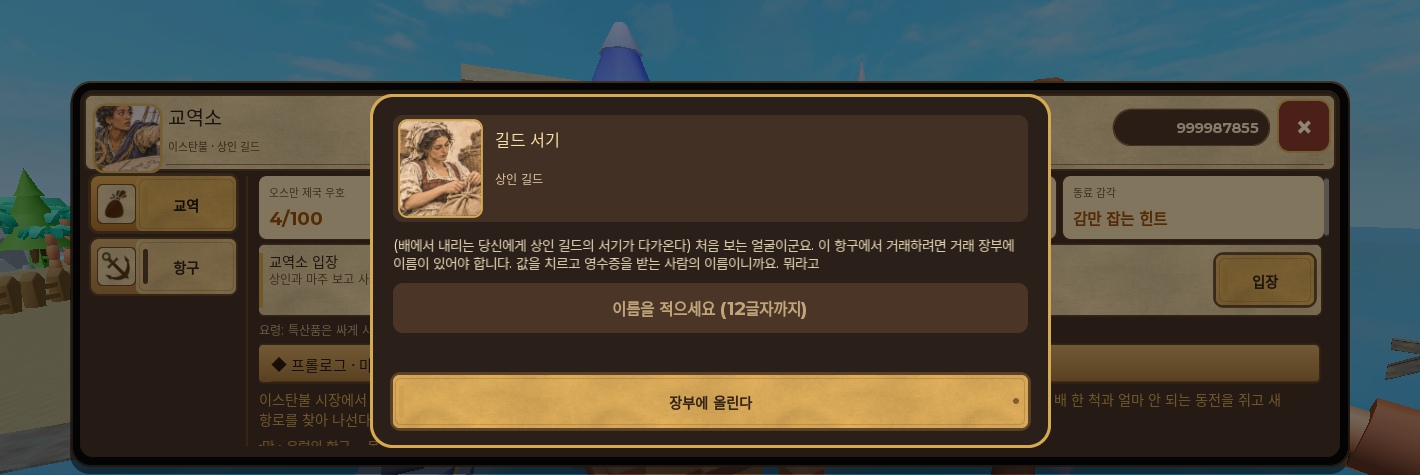 교역소
이스탄불 · 상인 길드
999987855
교역
항구
오스만 제국 우호
4/100
동료 감각
감만 잡는 힌트
교역소 입장
상인과 마주 보고
입장
요령: 특산품은 싸게
◆ 프롤로그 ·
이스탄불 시장에서
배 한 척과 얼마 안 되는 동전을 쥐고 새
항로를 찾아 나선다
길드 서기
상인 길드
(배에서 내리는 당신에게 상인 길드의 서기가 다가온다) 처음 보는 얼굴이군요. 이 항구에서 거래하려면 거래 장부에
이름이 있어야 합니다. 값을 치르고 영수증을 받는 사람의 이름이니까요. 뭐라고
이름을 적으세요 (12글자까지)
장부에 올린다